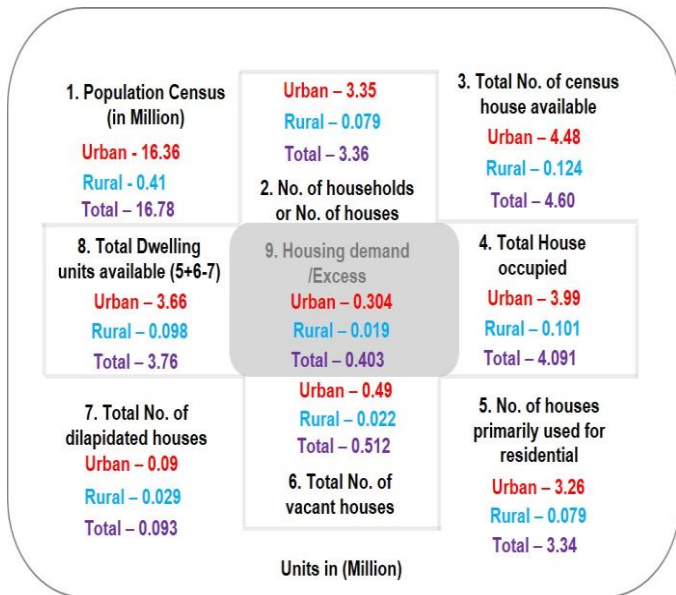 1. Population Census
(in Million)
Urban - 16.36
Rural - 0.41
Total – 16.78
Urban – 3.35
Rural – 0.079
Total – 3.36
2. No. of households
or No. of houses
3. Total No. of census
house available
Urban – 4.48
Rural – 0.124
Total – 4.60
8. Total Dwelling
units available (5+6-7)
Urban – 3.66
Rural – 0.098
Total – 3.76
9. Housing demand
/Excess
Urban – 0.304
Rural – 0.019
Total – 0.403
4. Total House
occupied
Urban – 3.99
Rural – 0.101
Total – 4.091
7. Total No. of
dilapidated houses
Urban – 0.09
Rural – 0.029
Total – 0.093
Urban – 0.49
Rural – 0.022
Total – 0.512
6. Total No. of
vacant houses
5. No. of houses
primarily used for
residential
Urban – 3.26
Rural – 0.079
Total – 3.34
Units in (Million)